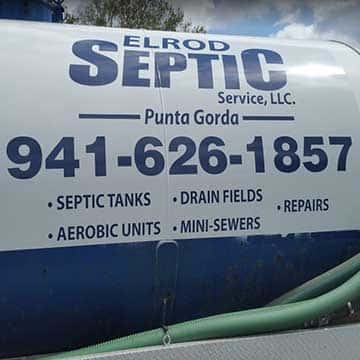 ELROD
SEPTIC
Service, LLC.
Punta Gorda
941-626-1857
• SEPTIC TANKS • DRAIN FIELDS • REPAIRS
• AEROBIC UNITS • MINI-SEWERS